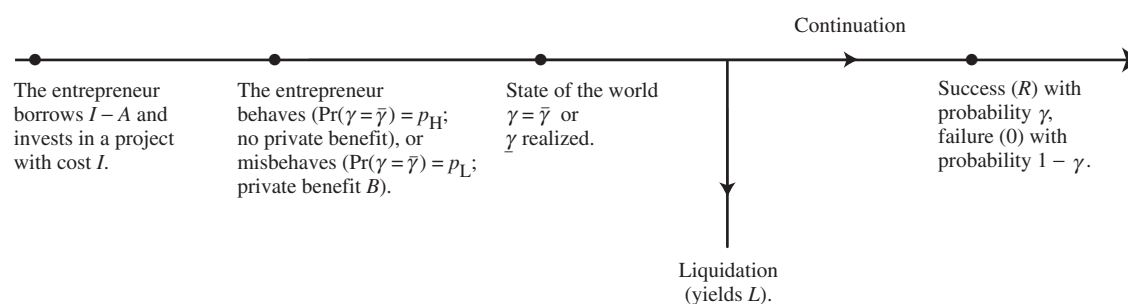 Continuation
The entrepreneur
borrows I – A and
invests in a project
with cost I.
The entrepreneur
behaves (Pr(γ = γ̄) = p_H;
no private benefit), or
misbehaves (Pr(γ = γ̄) = p_L;
private benefit B).
State of the world
γ = γ̄ or
γ̲ realized.
Success (R) with
probability γ,
failure (0) with
probability 1 – γ.
Liquidation
(yields L).